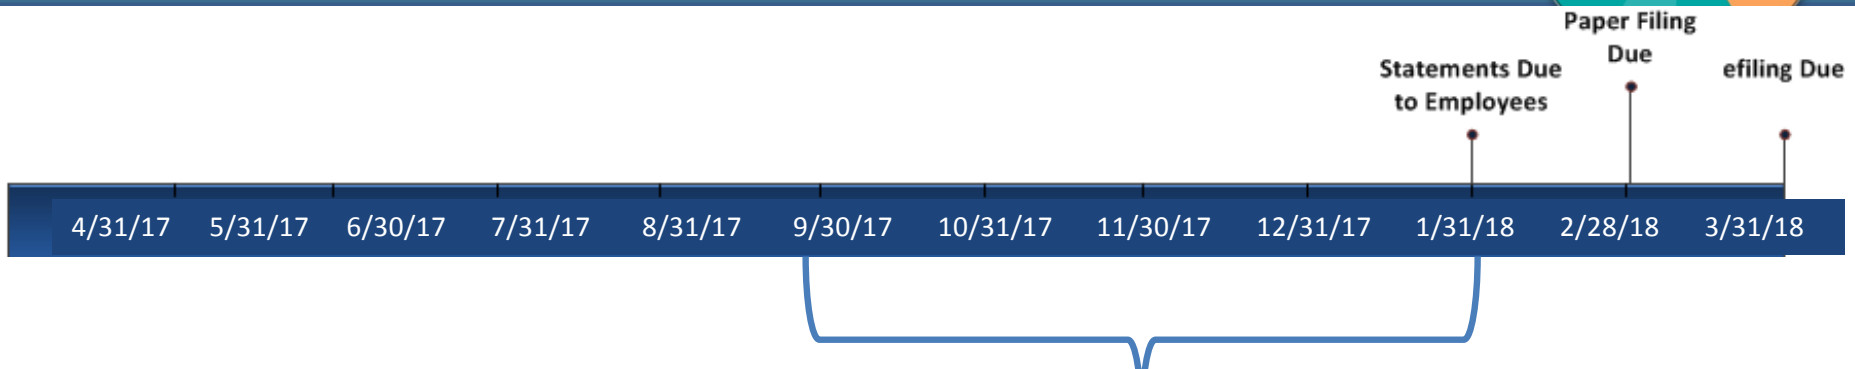 Paper Filing
Due
Statements Due
to Employees
efiling Due
4/31/17 5/31/17 6/30/17 7/31/17 8/31/17 9/30/17 10/31/17 11/30/17 12/31/17 1/31/18 2/28/18 3/31/18